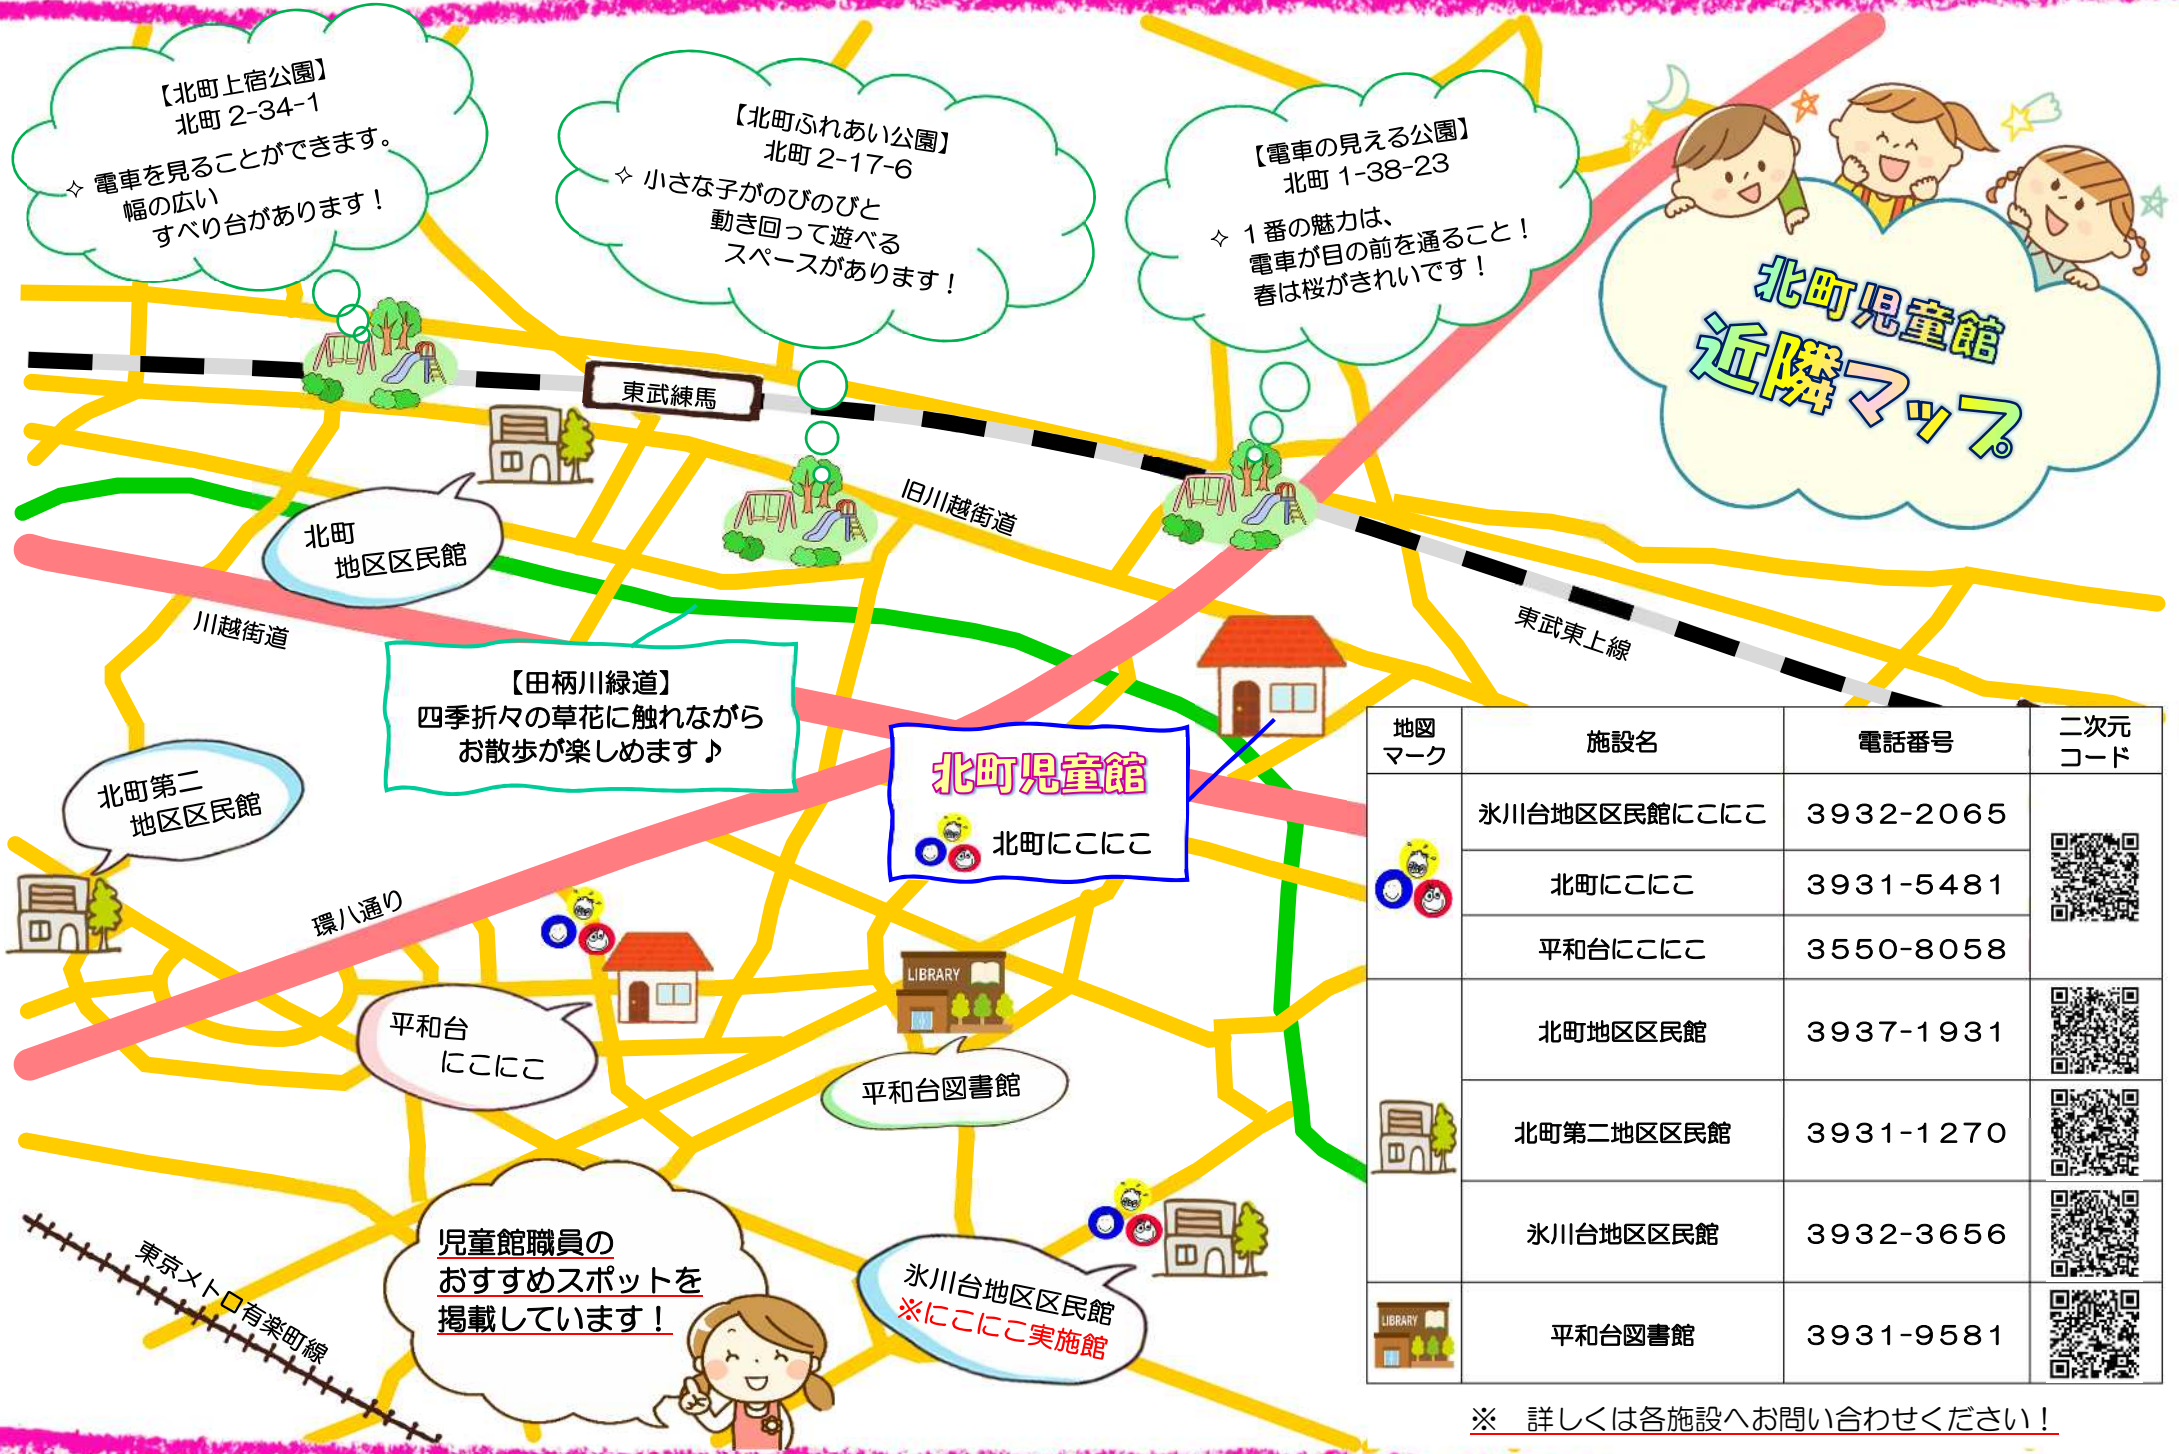 【北町上宿公園】
北町 2-34-1
✧ 電車を見ることができます。
幅の広い
すべり台があります！
【北町ふれあい公園】
北町 2-17-6
✧ 小さな子がのびのびと
動き回って遊べる
スペースがあります！
【電車の見える公園】
北町 1-38-23
✧ 1番の魅力は、
電車が目の前を通ること！
春は桜がきれいです！
北町児童館
近隣マップ
東武練馬
旧川越街道
北町
地区区民館
川越街道
東武東上線
【田柄川緑道】
四季折々の草花に触れながら
お散歩が楽しめます♪
北町児童館
北町にこにこ
北町第二
地区区民館
環八通り
LIBRARY
平和台
にこにこ
平和台図書館
東京メトロ有楽町線
児童館職員の
おすすめスポットを
掲載しています！
氷川台地区区民館
※にこにこ実施館
地図
マーク
施設名
電話番号
二次元
コード
氷川台地区区民館にこにこ
3932-2065
北町にこにこ
3931-5481
平和台にこにこ
3550-8058
北町地区区民館
3937-1931
北町第二地区区民館
3931-1270
氷川台地区区民館
3932-3656
LIBRARY
平和台図書館
3931-9581
※　詳しくは各施設へお問い合わせください！